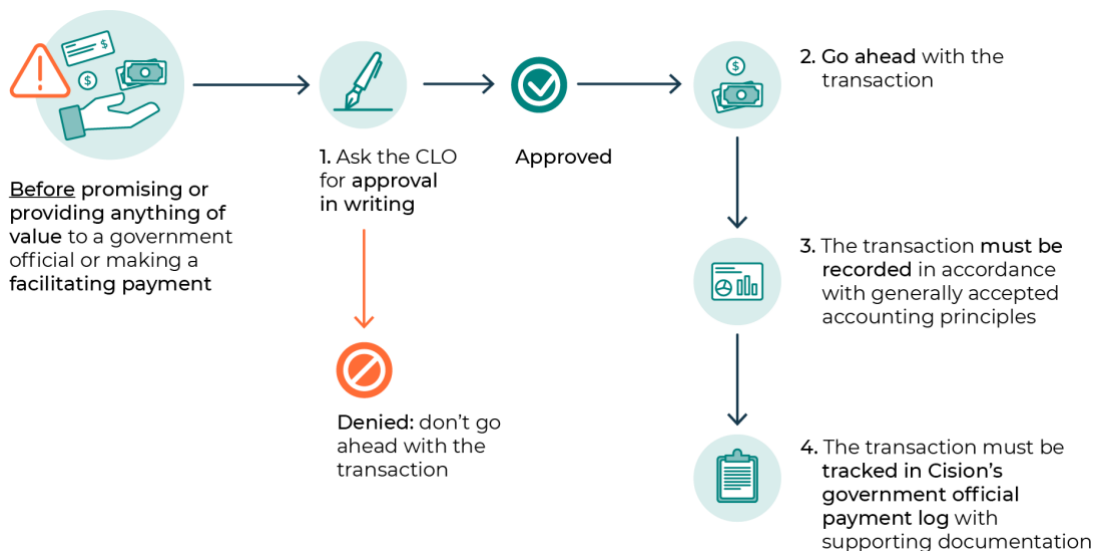 Before promising or
providing anything of
value to a government
official or making a
facilitating payment
1. Ask the CLO
for approval
in writing
Denied: don't go
ahead with the
transaction
Approved
2. Go ahead with the
transaction
3. The transaction must be
recorded in accordance
with generally accepted
accounting principles
4. The transaction must be
tracked in Cision's
government official
payment log with
supporting documentation